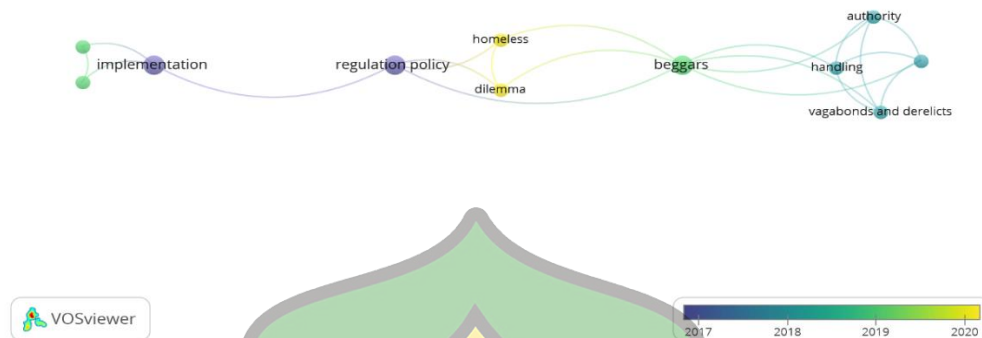 authority
homeless
implementation
regulation policy
beggars
handling
dilemma
vagabonds and derelicts
VOSviewer
2017
2018
2019
2020